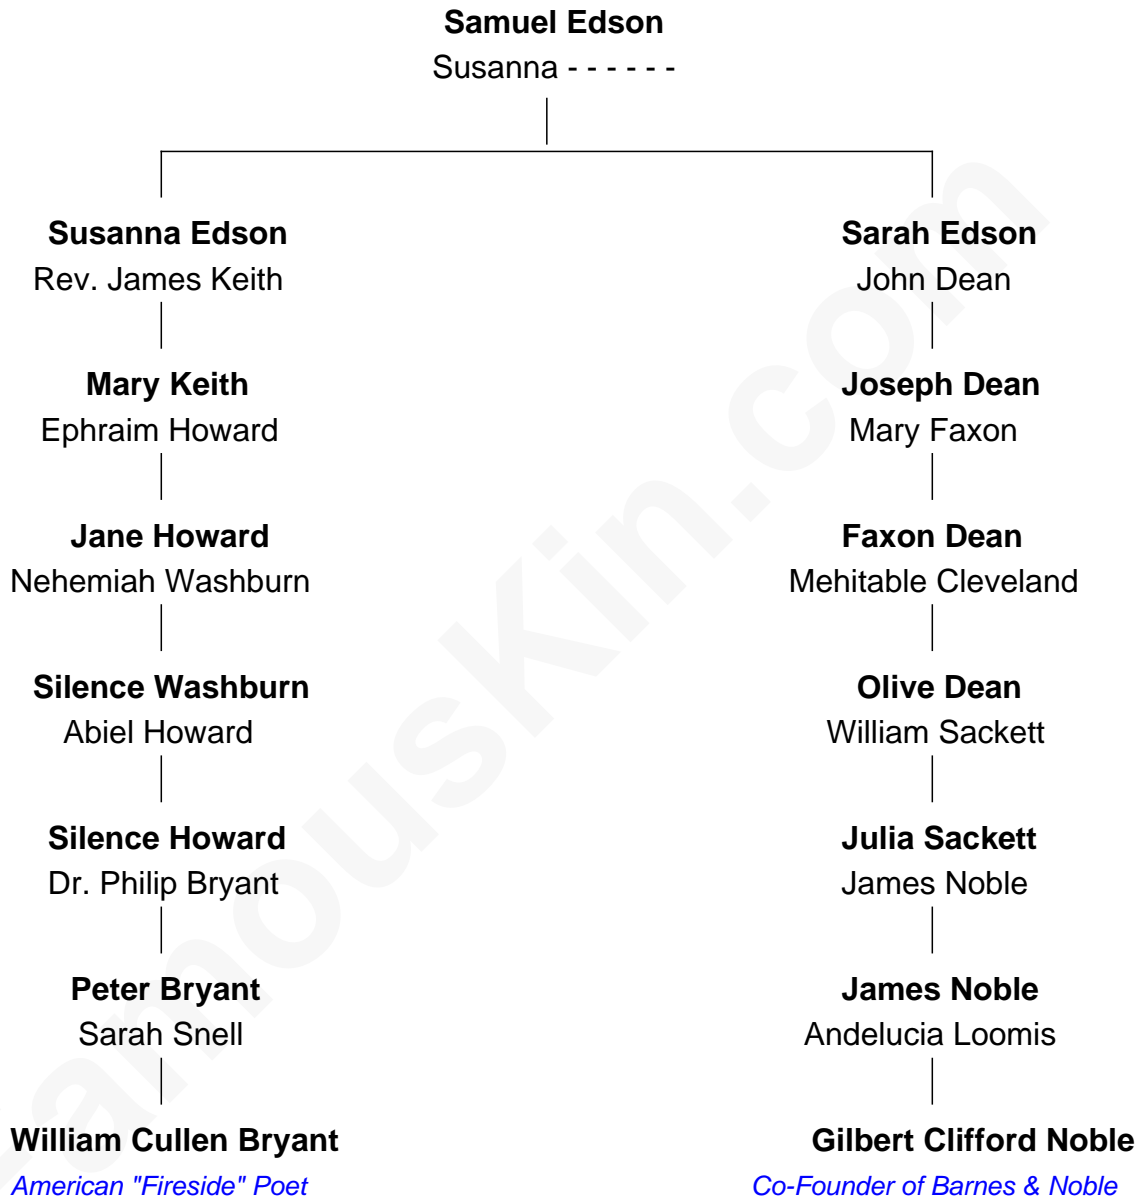 Samuel Edson
Susanna - - - - - -
Susanna Edson
Rev. James Keith
Mary Keith
Ephraim Howard
Jane Howard
Nehemiah Washburn
Silence Washburn
Abiel Howard
Silence Howard
Dr. Philip Bryant
Peter Bryant
Sarah Snell
William Cullen Bryant
American "Fireside" Poet
Sarah Edson
John Dean
Joseph Dean
Mary Faxon
Faxon Dean
Mehitable Cleveland
Olive Dean
William Sackett
Julia Sackett
James Noble
James Noble
Andelucia Loomis
Gilbert Clifford Noble
Co-Founder of Barnes & Noble
FamousKin.com